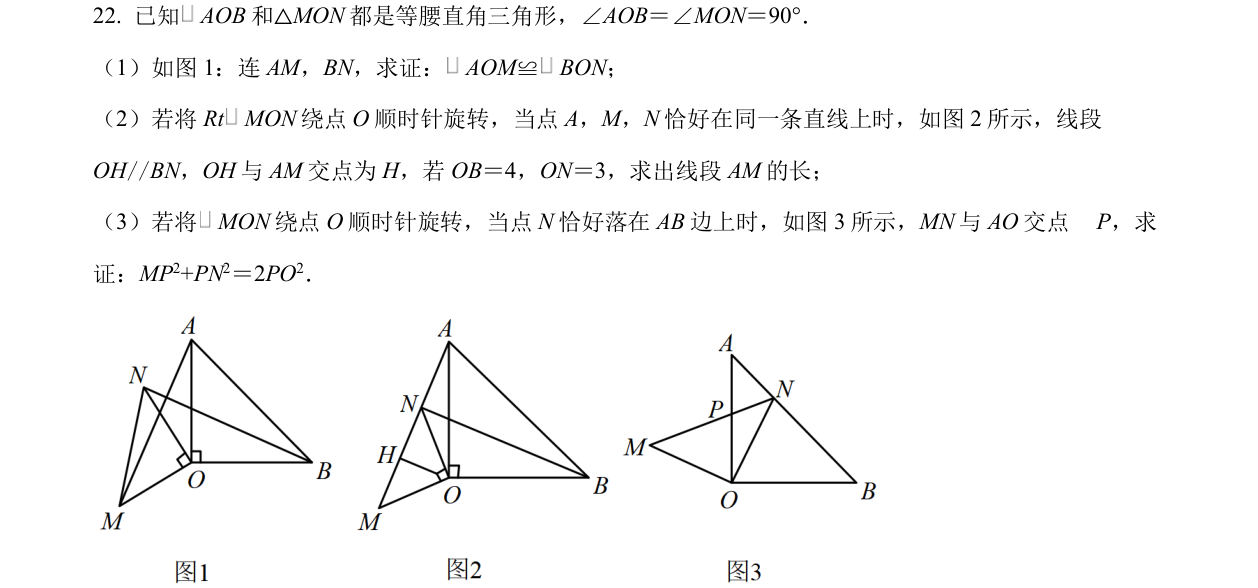 22. 已知□ AOB 和△MON 都是等腰直角三角形，∠AOB＝∠MON＝90°．
（1）如图 1：连 AM，BN，求证：□ AOM≌□ BON；
（2）若将 Rt□ MON 绕点 O 顺时针旋转，当点 A，M，N 恰好在同一条直线上时，如图 2 所示，线段
OH//BN，OH 与 AM 交点为 H，若 OB＝4，ON＝3，求出线段 AM 的长；
（3）若将□ MON 绕点 O 顺时针旋转，当点 N 恰好落在 AB 边上时，如图 3 所示，MN 与 AO 交点 P，求
证：MP²+PN²＝2PO²．
A
N
O
B
M
图1
A
N
H
O
B
M
图2
A
N
P
M
O
B
图3